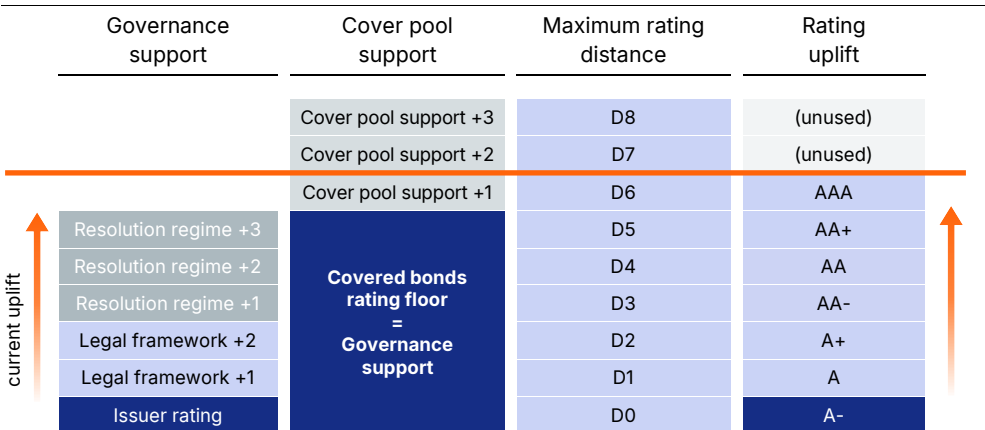 Governance
support
Cover pool
support
Maximum rating
distance
Rating
uplift
Cover pool support +3
D8
(unused)
Cover pool support +2
D7
(unused)
Cover pool support +1
D6
AAA
Resolution regime +3
D5
AA+
Resolution regime +2
D4
AA
Resolution regime +1
D3
AA-
Legal framework +2
D2
A+
Legal framework +1
D1
A
Issuer rating
D0
A-
Covered bonds
rating floor
=
Governance
support
current uplift